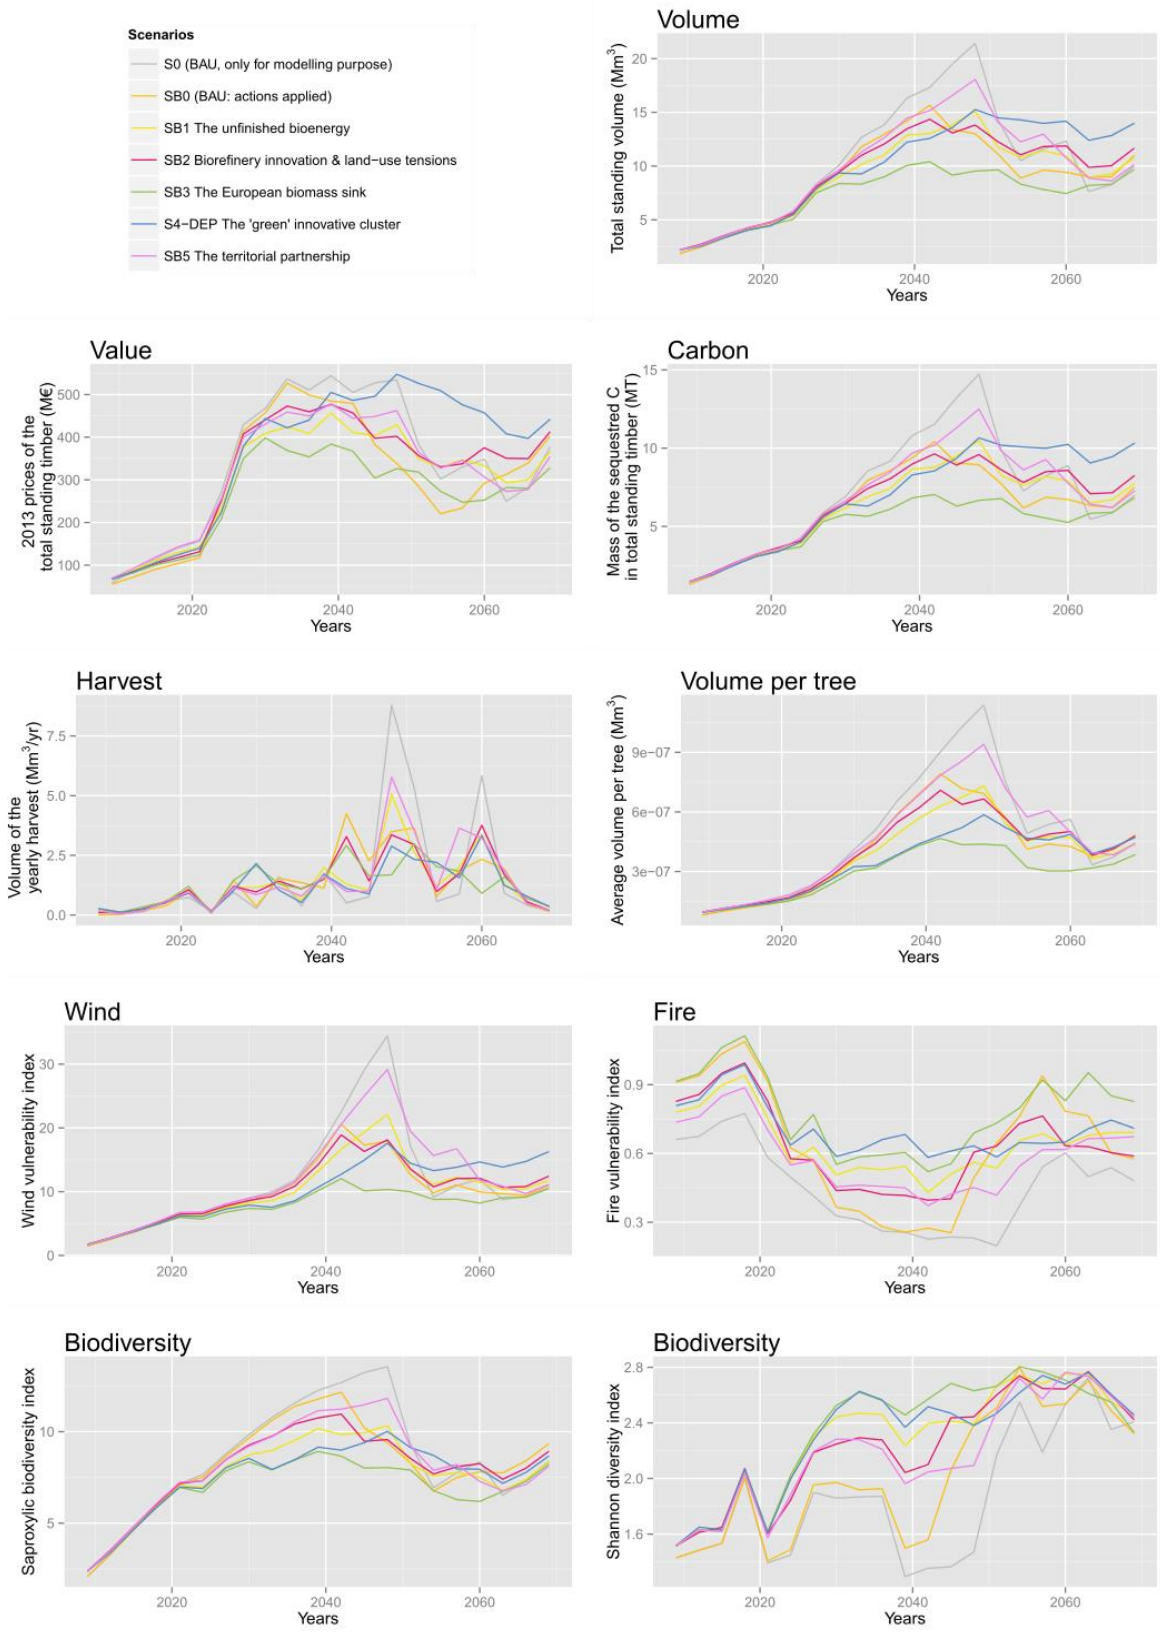 Scenarios
S0 (BAU, only for modelling purpose)
SB0 (BAU: actions applied)
SB1 The unfinished bioenergy
SB2 Biorefinery innovation & land−use tensions
SB3 The European biomass sink
S4−DEP The 'green' innovative cluster
SB5 The territorial partnership
Volume
Total standing volume (Mm³)
20
15
10
5
2020 2040 2060
Years
Value
2013 prices of the
total standing timber (M€)
500
400
300
200
100
2020 2040 2060
Years
Carbon
Mass of the sequestred C
in total standing timber (MT)
15
10
5
2020 2040 2060
Years
Harvest
Volume of the
yearly harvest (Mm³/yr)
7.5
5.0
2.5
0.0
2020 2040 2060
Years
Volume per tree
Average volume per tree (Mm³)
9e−07
6e−07
3e−07
2020 2040 2060
Years
Wind
Wind vulnerability index
30
20
10
0
2020 2040 2060
Years
Fire
Fire vulnerability index
0.9
0.6
0.3
2020 2040 2060
Years
Biodiversity
Saproxylic biodiversity index
10
5
2020 2040 2060
Years
Biodiversity
Shannon diversity index
2.8
2.4
2.0
1.6
2020 2040 2060
Years